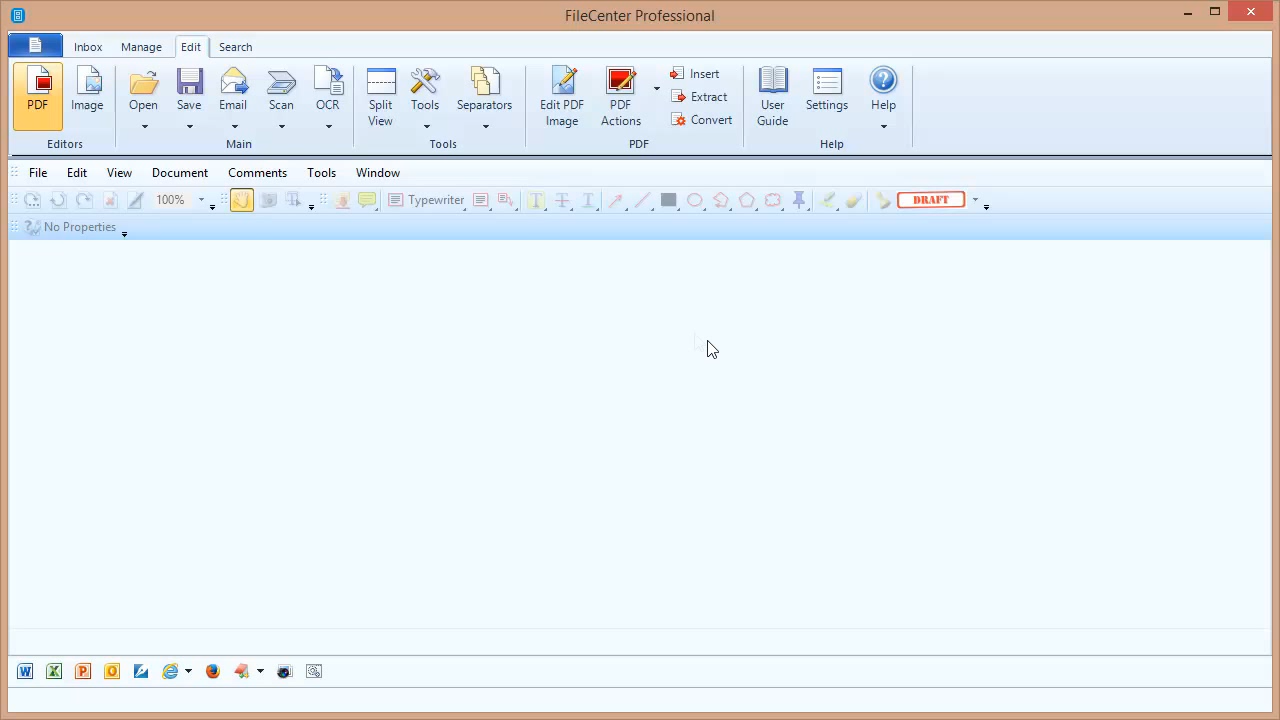 FileCenter Professional
Inbox Manage Edit Search
PDF Image Open Save Email Scan OCR Split View Tools Separators Edit PDF Image PDF Actions Insert Extract Convert User Guide Settings Help
Editors Main Tools PDF Help
File Edit View Document Comments Tools Window
100% Typewriter DRAFT
No Properties